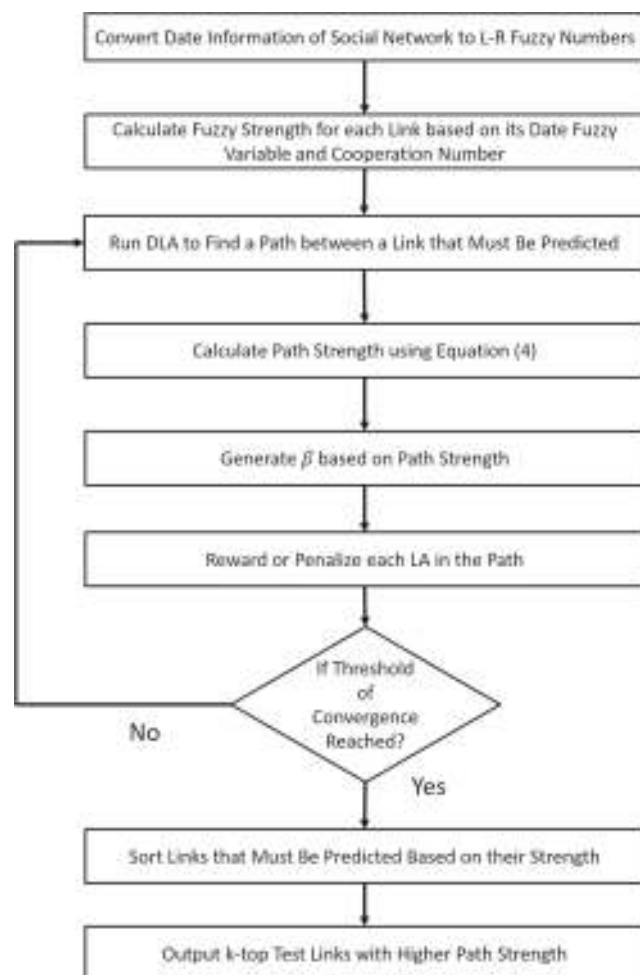 Convert Date Information of Social Network to L-R Fuzzy Numbers
Calculate Fuzzy Strength for each Link based on its Date Fuzzy
Variable and Cooperation Number
Run DLA to Find a Path between a Link that Must Be Predicted
Calculate Path Strength using Equation (4)
Generate β based on Path Strength
Reward or Penalize each LA in the Path
If Threshold
of
Convergence
Reached?
No
Yes
Sort Links that Must Be Predicted Based on their Strength
Output k-top Test Links with Higher Path Strength